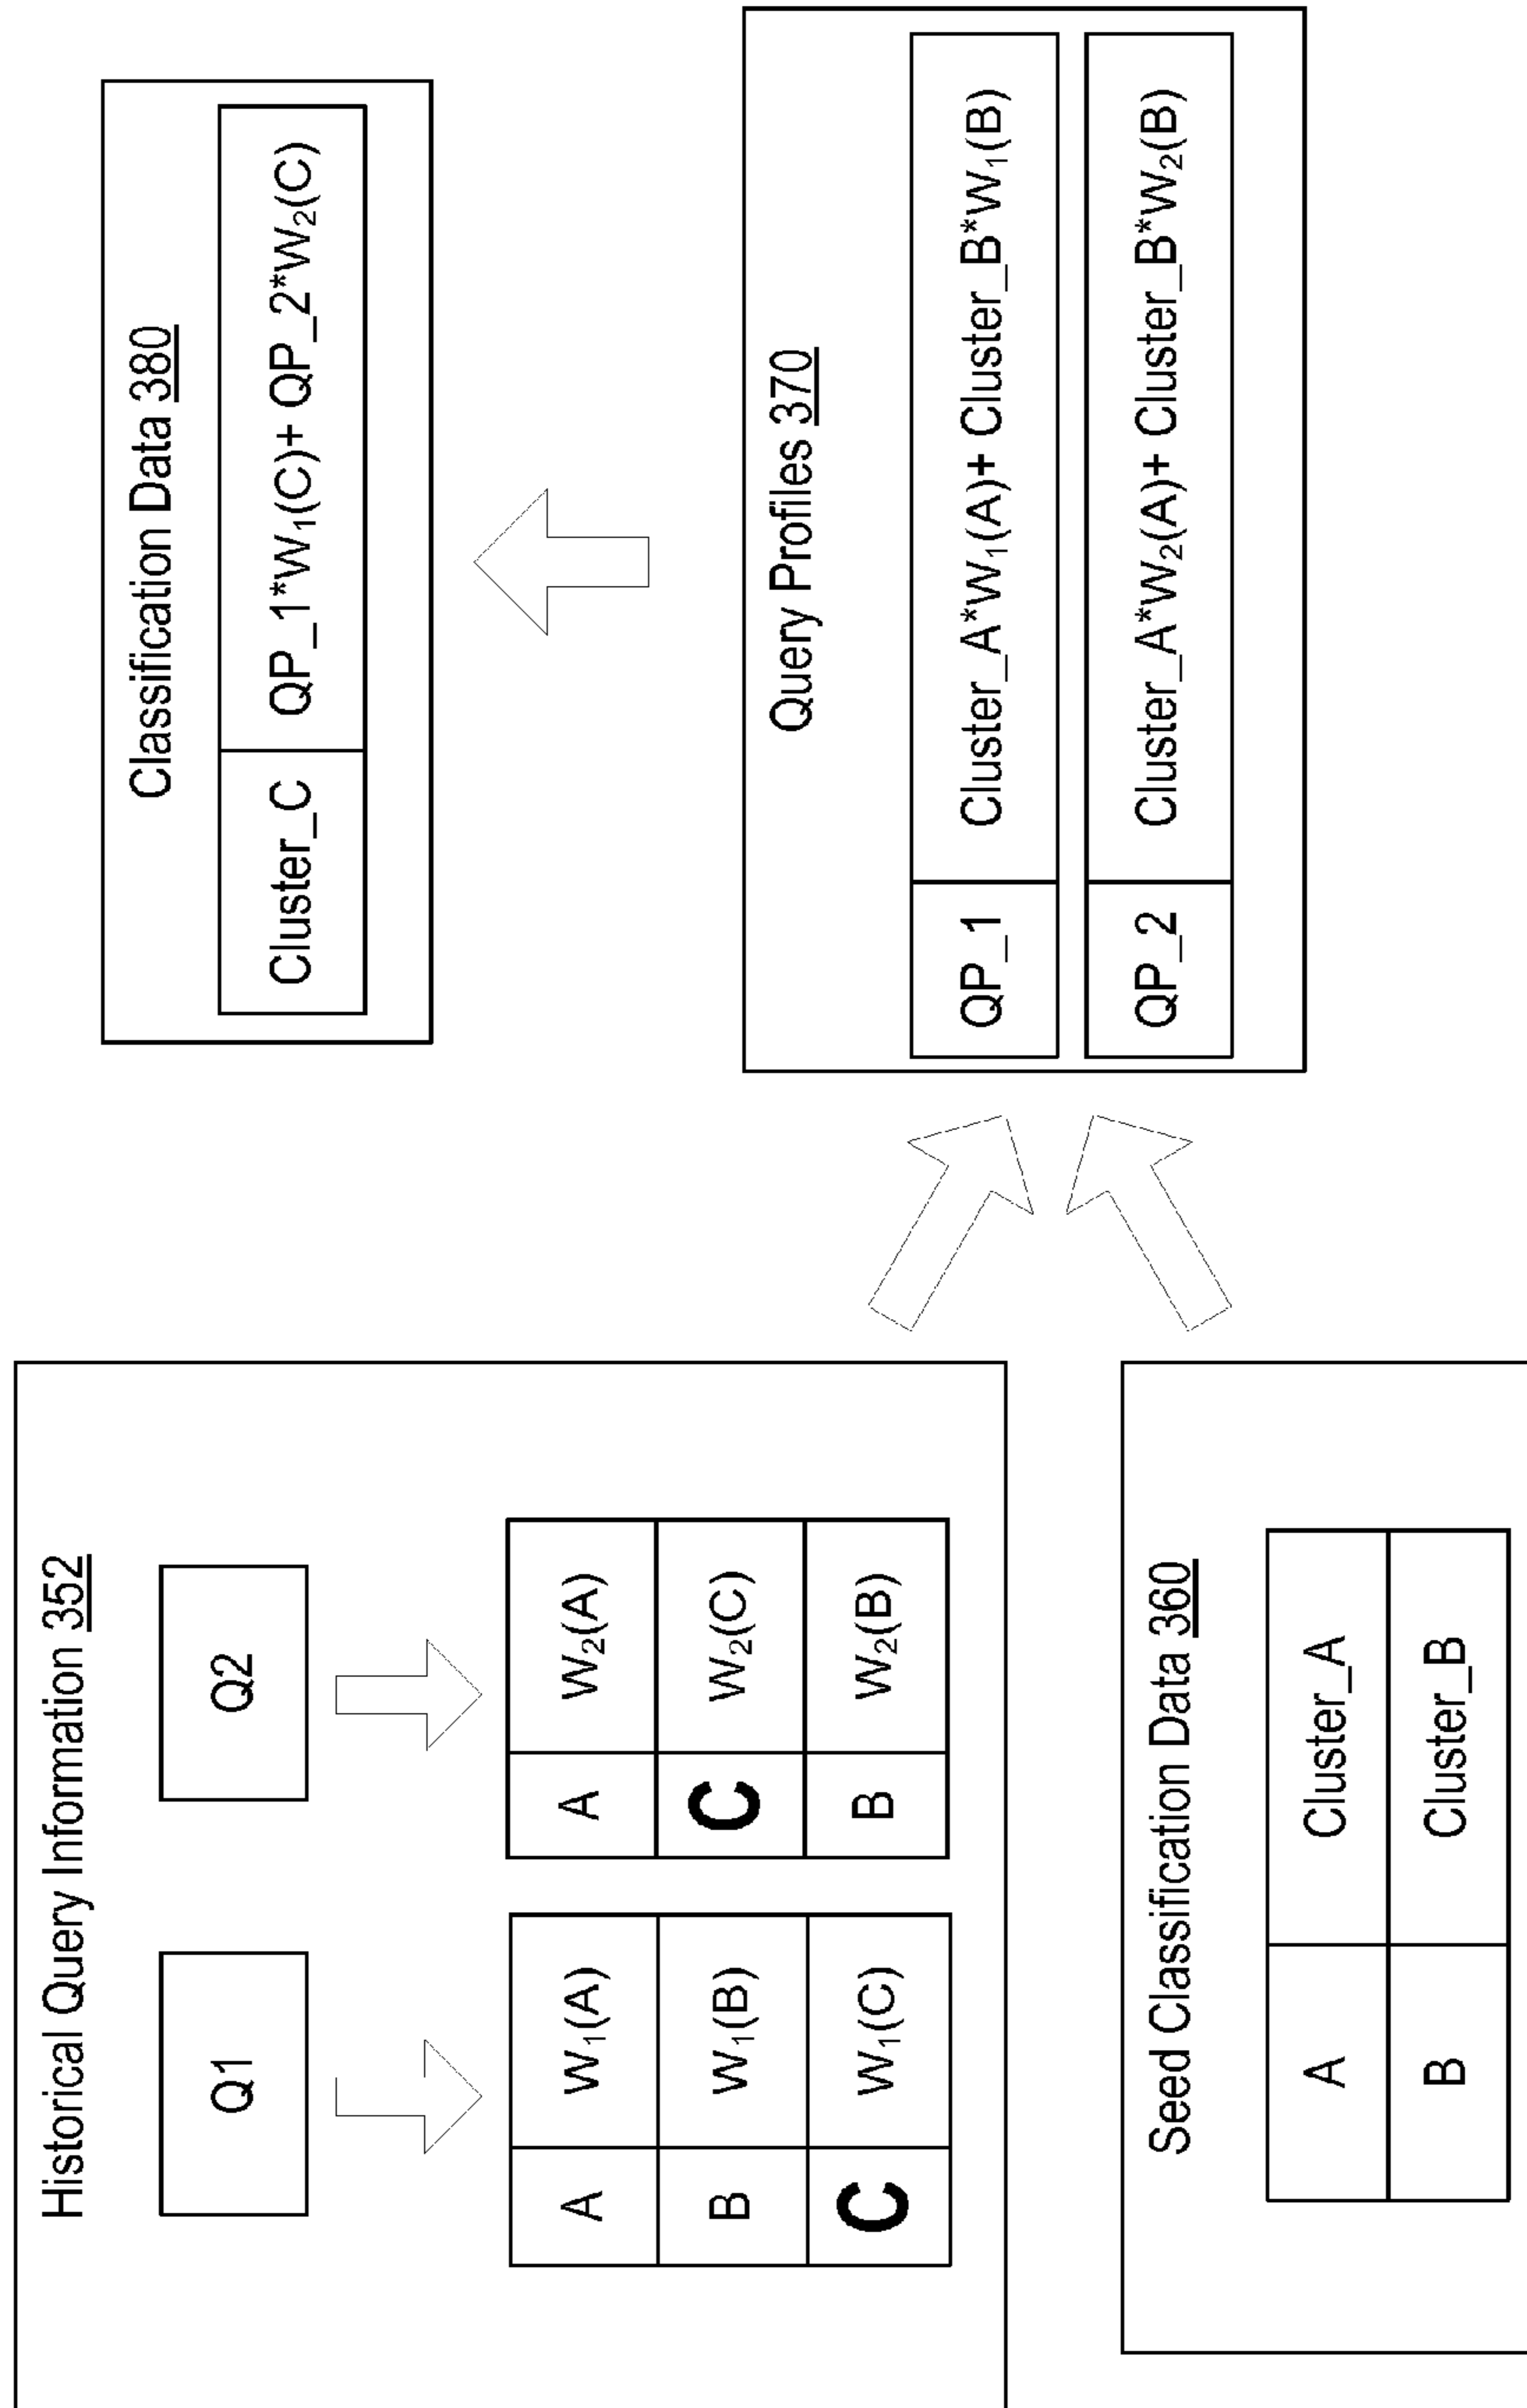 Historical Query Information 352
Q1
Q2
A W₁(A)
B W₁(B)
C W₁(C)
A W₂(A)
C W₂(C)
B W₂(B)
Seed Classification Data 360
A Cluster_A
B Cluster_B
Classification Data 380
Cluster_C QP_1*W₁(C)+ QP_2*W₂(C)
Query Profiles 370
QP_1 Cluster_A*W₁(A)+ Cluster_B*W₁(B)
QP_2 Cluster_A*W₂(A)+ Cluster_B*W₂(B)